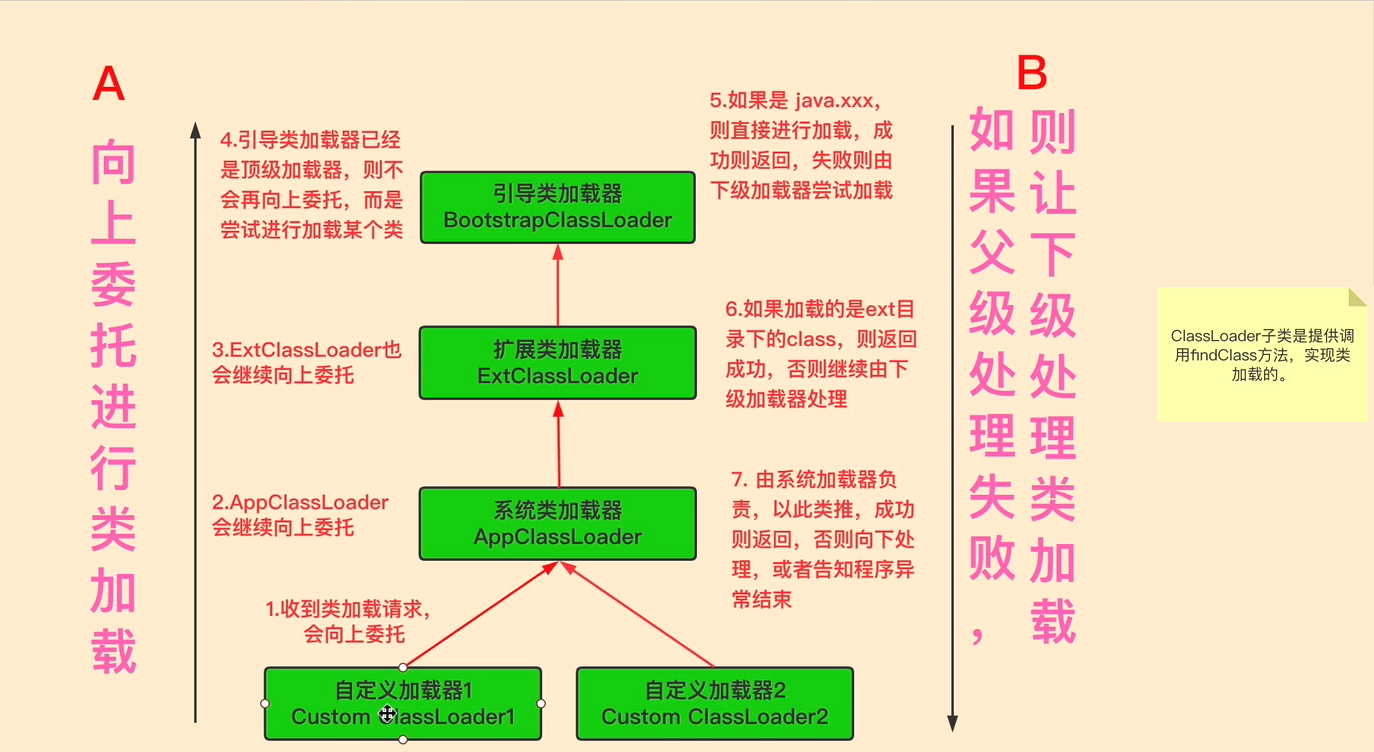 A
向上委托进行类加载
4.引导类加载器已经
是顶级加载器，则不
会再向上委托，而是
尝试进行加载某个类
3.ExtClassLoader也
会继续向上委托
2.AppClassLoader
会继续向上委托
1.收到类加载请求，
会向上委托
引导类加载器
BootstrapClassLoader
扩展类加载器
ExtClassLoader
系统类加载器
AppClassLoader
自定义加载器1
Custom ClassLoader1
自定义加载器2
Custom ClassLoader2
5.如果是 java.xxx，
则直接进行加载，成
功则返回，失败则由
下级加载器尝试加载
6.如果加载的是ext目
录下的class，则返回
成功，否则继续由下
级加载器处理
7. 由系统加载器负
责，以此类推，成功
则返回，否则向下处
理，或者告知程序异
常结束
B
如果父级处理失败，
则让下级处理类加载
ClassLoader子类是提供调
用findClass方法，实现类
加载的。